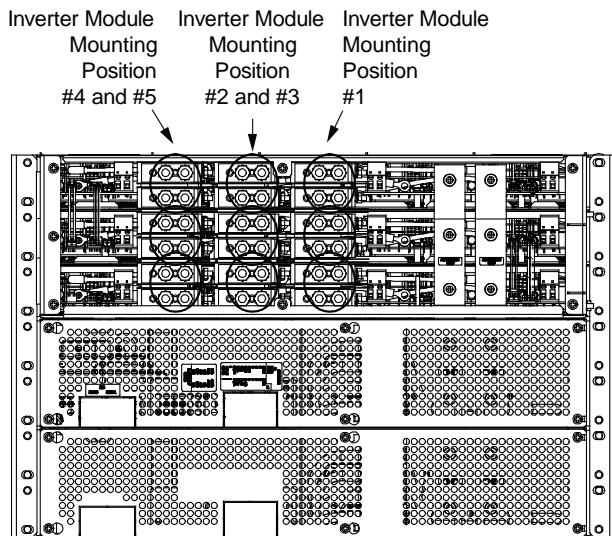 Inverter Module
Mounting
Position
#4 and #5
Inverter Module
Mounting
Position
#2 and #3
Inverter Module
Mounting
Position
#1